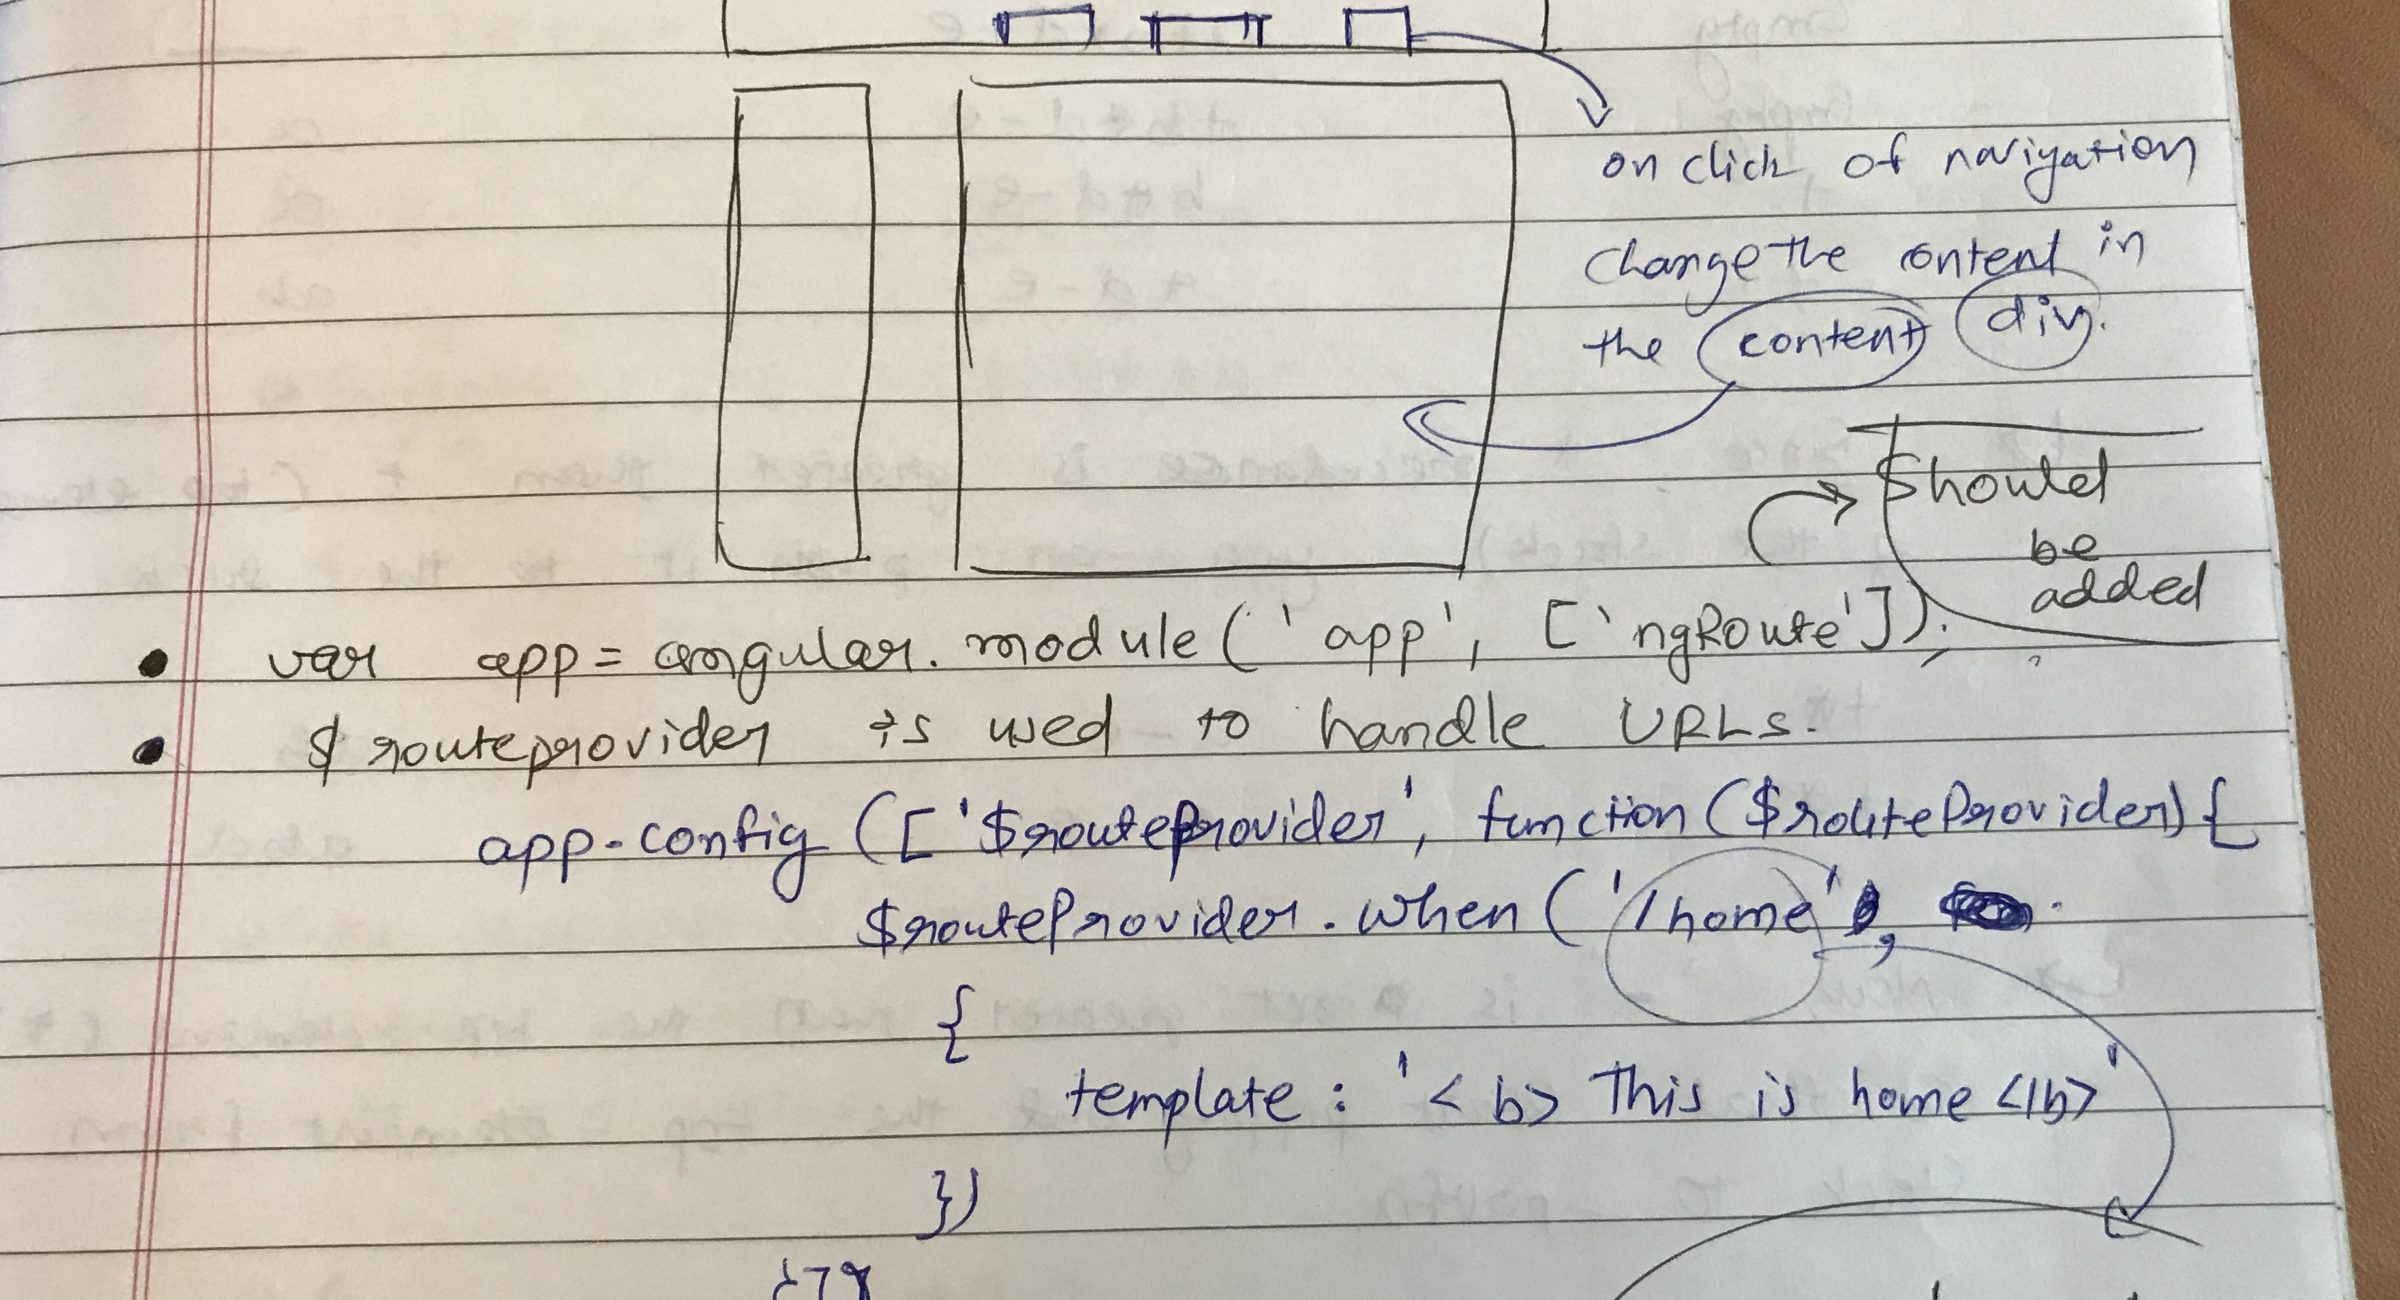 on click of navigation
change the content in
the content div.
Should
be
added
• var app = angular.module('app', ['ngRoute']);
• $routeprovider is used to handle URLs.
app.config(['$routeProvider', function($routeProvider){
$routeProvider.when('/home',
{
template: '<b> This is home </b>'
})
}]